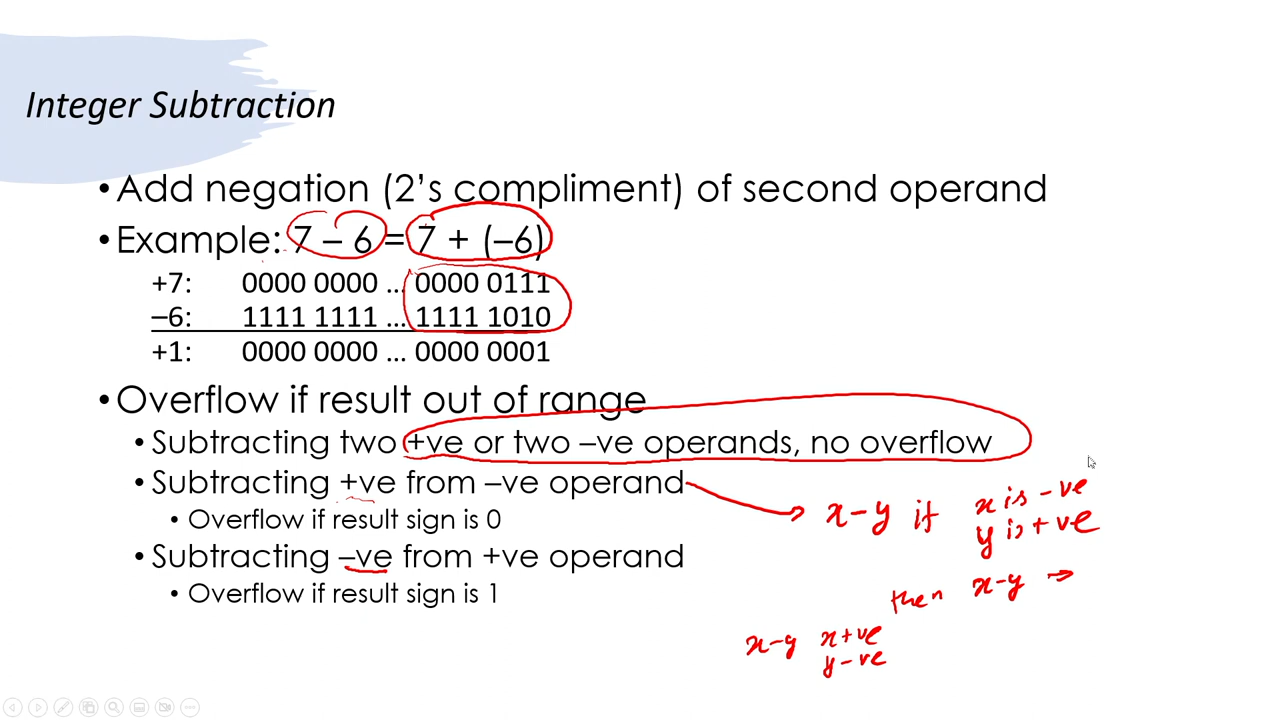 Integer Subtraction
•Add negation (2’s compliment) of second operand
•Example: 7 – 6 = 7 + (–6)
+7: 0000 0000 … 0000 0111
–6: 1111 1111 … 1111 1010
+1: 0000 0000 … 0000 0001
•Overflow if result out of range
•Subtracting two +ve or two –ve operands, no overflow
•Subtracting +ve from –ve operand
• Overflow if result sign is 0
•Subtracting –ve from +ve operand
• Overflow if result sign is 1
x-y if x is -ve
y is +ve
then x-y ⇒
x-y x+ve
y-ve